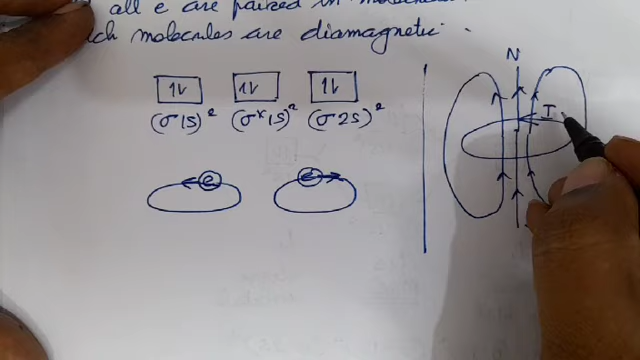 all e are paired in
ch molecules are diamagnetic.
N
1↓ 1↓ 1↓
I
(σ1s)² (σ*1s)² (σ2s)²
e